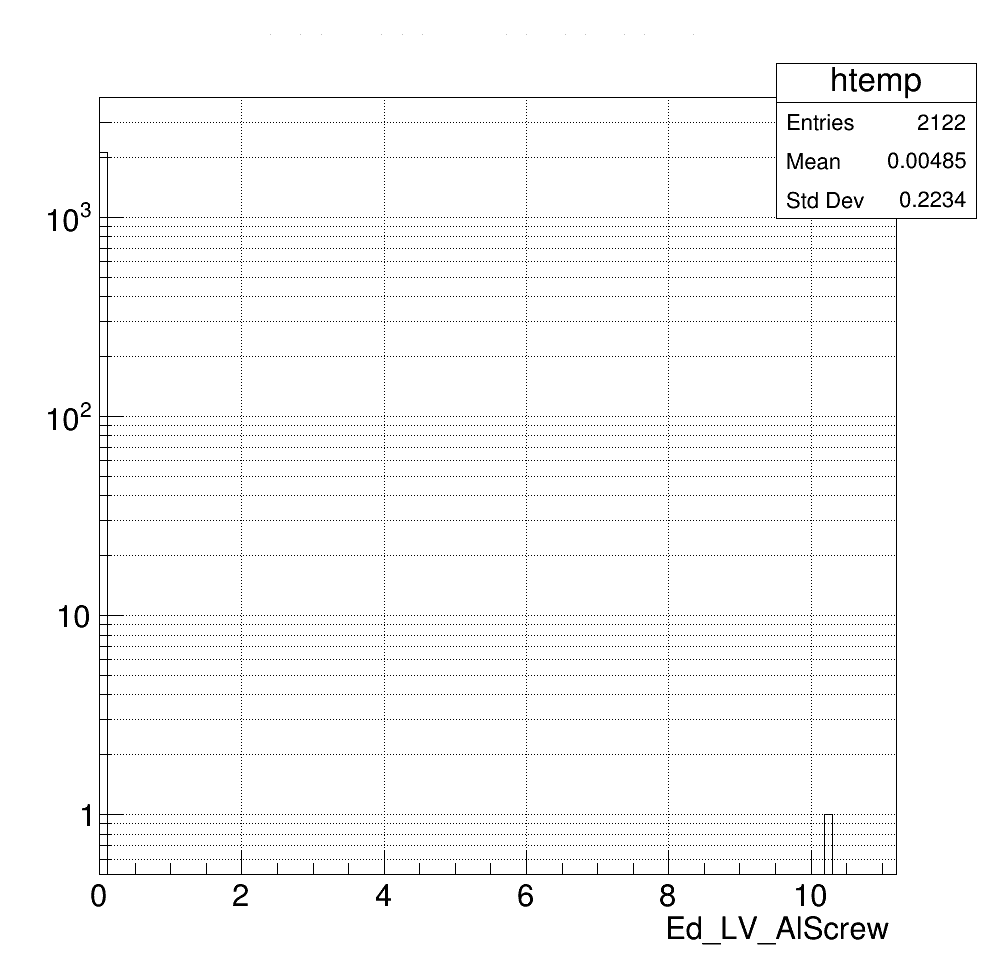 htemp
Entries 2122
Mean 0.00485
Std Dev 0.2234
10³
10²
10
1
0 2 4 6 8 10
Ed_LV_AlScrew